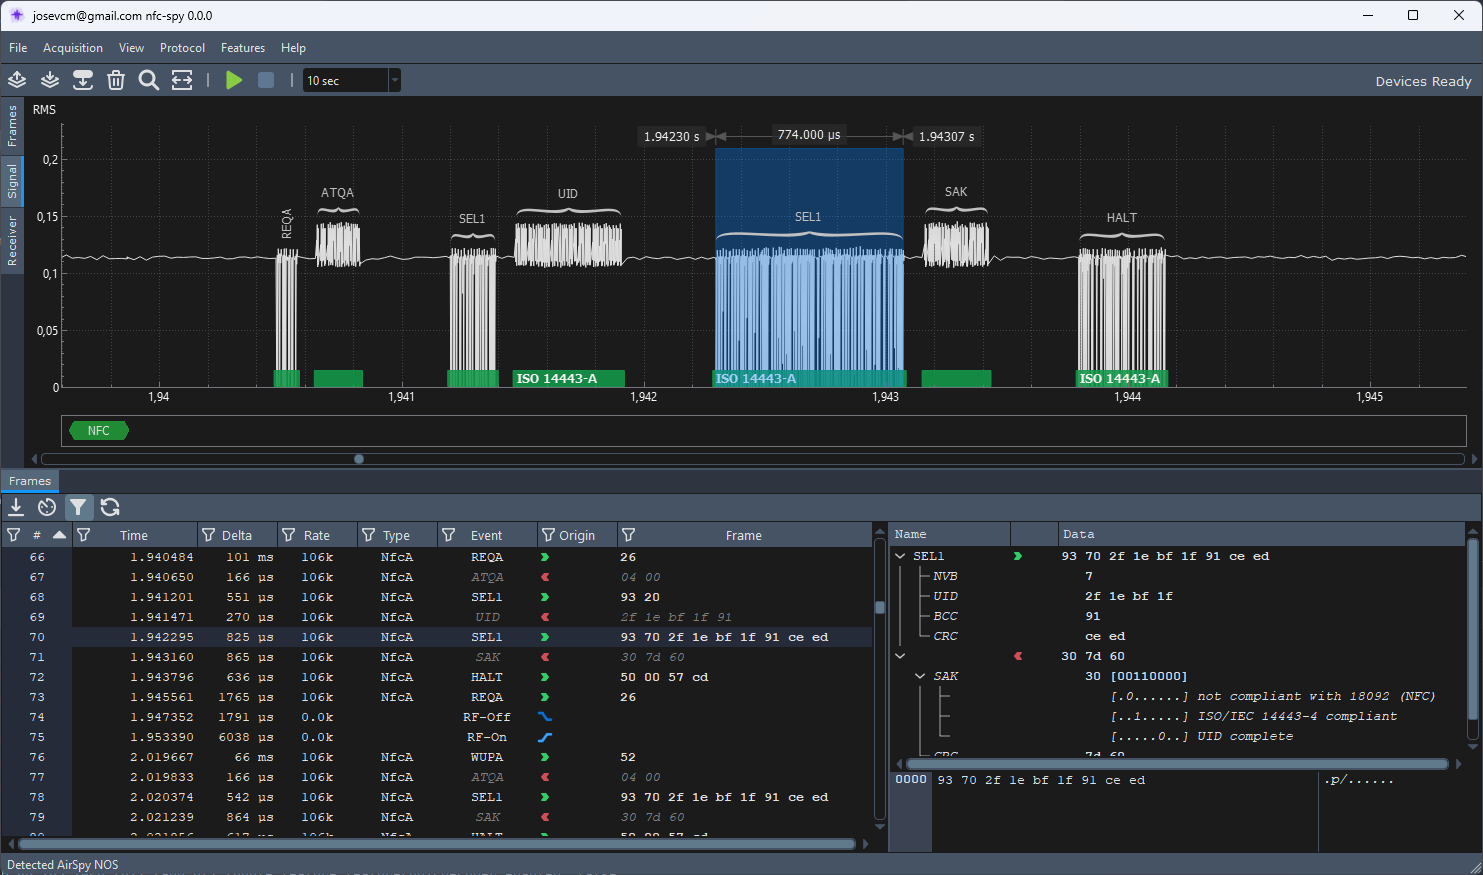 josevcm@gmail.com nfc-spy 0.0.0
File Acquisition View Protocol Features Help
10 sec
Devices Ready
Frames
Signal
Receiver
RMS
1.94230 s 774.000 µs 1.94307 s
0,2
0,15
0,1
0,05
0
REQA
ATQA
SEL1
UID
SEL1
SAK
HALT
ISO 14443-A
ISO 14443-A
ISO 14443-A
1,94 1,941 1,942 1,943 1,944 1,945
NFC
Frames
# Time Delta Rate Type Event Origin Frame
66 1.940484 101 ms 106k NfcA REQA 26
67 1.940650 166 µs 106k NfcA ATQA 04 00
68 1.941201 551 µs 106k NfcA SEL1 93 20
69 1.941471 270 µs 106k NfcA UID 2f 1e bf 1f 91
70 1.942295 825 µs 106k NfcA SEL1 93 70 2f 1e bf 1f 91 ce ed
71 1.943160 865 µs 106k NfcA SAK 30 7d 60
72 1.943796 636 µs 106k NfcA HALT 50 00 57 cd
73 1.945561 1765 µs 106k NfcA REQA 26
74 1.947352 1791 µs 0.0k RF-Off
75 1.953390 6038 µs 0.0k RF-On
76 2.019667 66 ms 106k NfcA WUPA 52
77 2.019833 166 µs 106k NfcA ATQA 04 00
78 2.020374 542 µs 106k NfcA SEL1 93 70 2f 1e bf 1f 91 ce ed
79 2.021239 864 µs 106k NfcA SAK 30 7d 60
Name Data
SEL1 93 70 2f 1e bf 1f 91 ce ed
NVB 7
UID 2f 1e bf 1f
BCC 91
CRC ce ed
30 7d 60
SAK 30 [00110000]
[.0......] not compliant with 18092 (NFC)
[..1.....] ISO/IEC 14443-4 compliant
[.....0..] UID complete
CRC 7d 60
0000 93 70 2f 1e bf 1f 91 ce ed .p/......
Detected AirSpy NOS